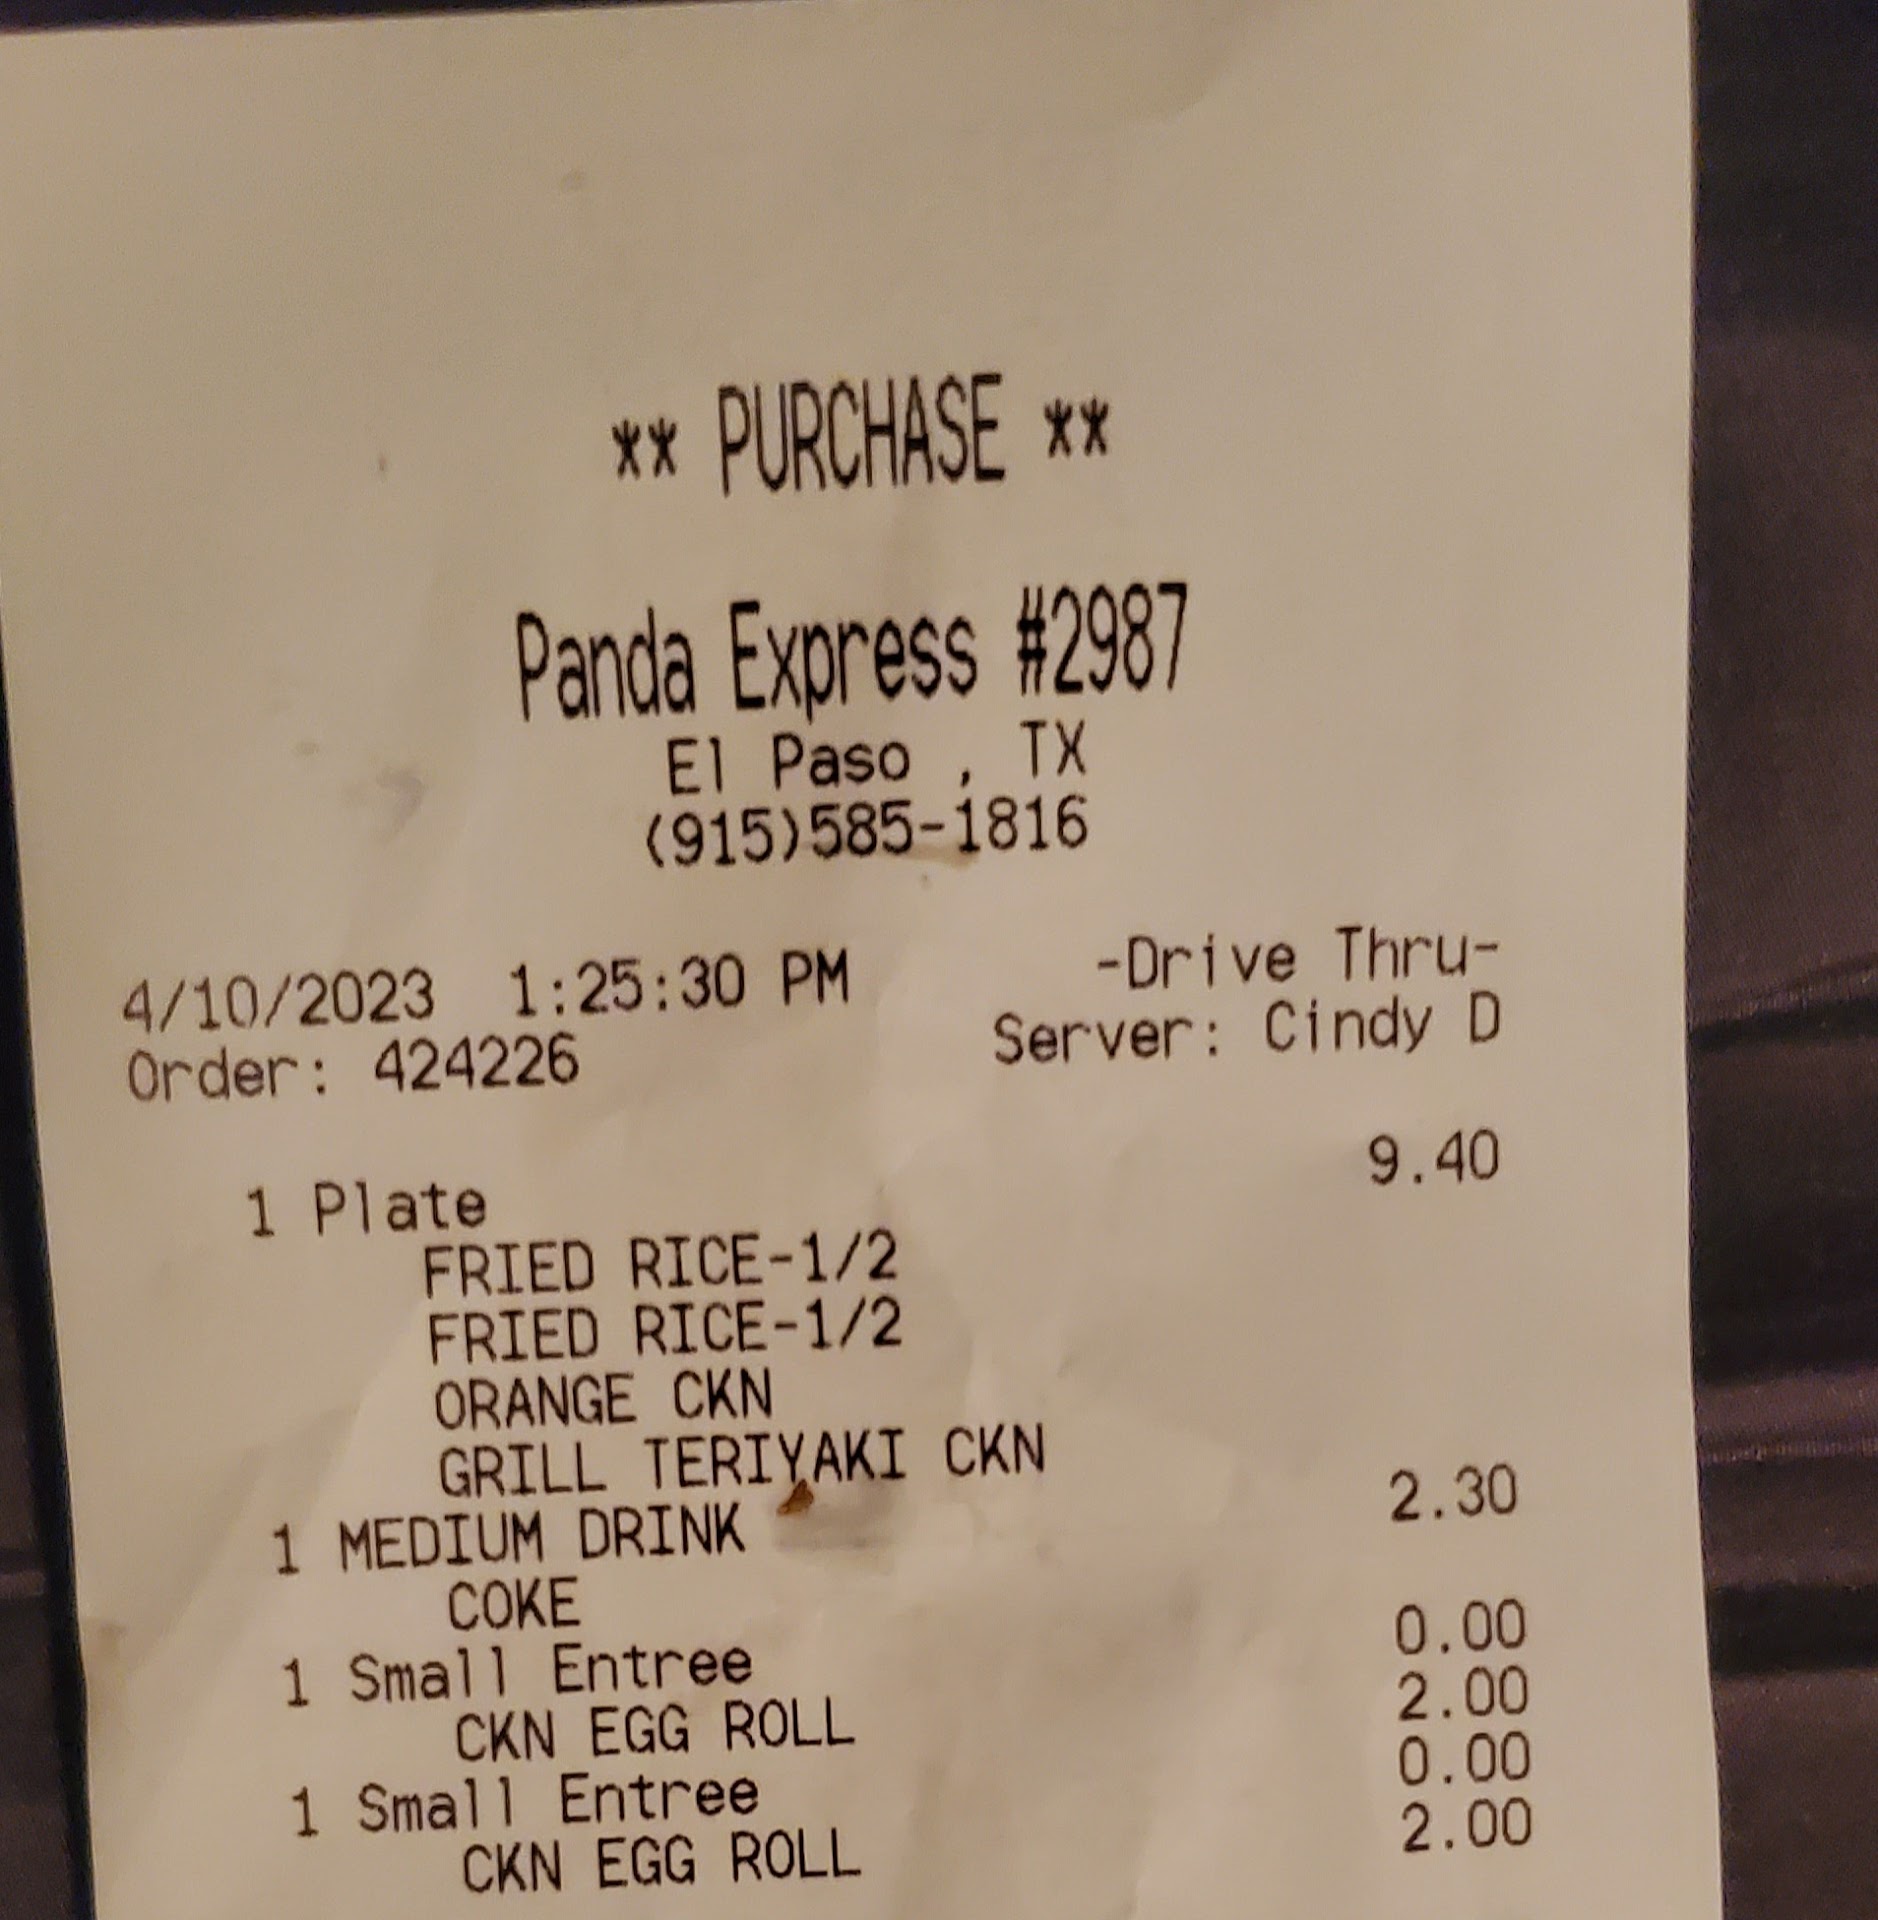 ** PURCHASE **
Panda Express #2987
El Paso , TX
(915)585-1816
-Drive Thru-
4/10/2023 1:25:30 PM
Server: Cindy D
Order: 424226
1 Plate 9.40
FRIED RICE-1/2
FRIED RICE-1/2
ORANGE CKN
GRILL TERIYAKI CKN
1 MEDIUM DRINK 2.30
COKE
1 Small Entree 0.00
CKN EGG ROLL 2.00
1 Small Entree 0.00
CKN EGG ROLL 2.00